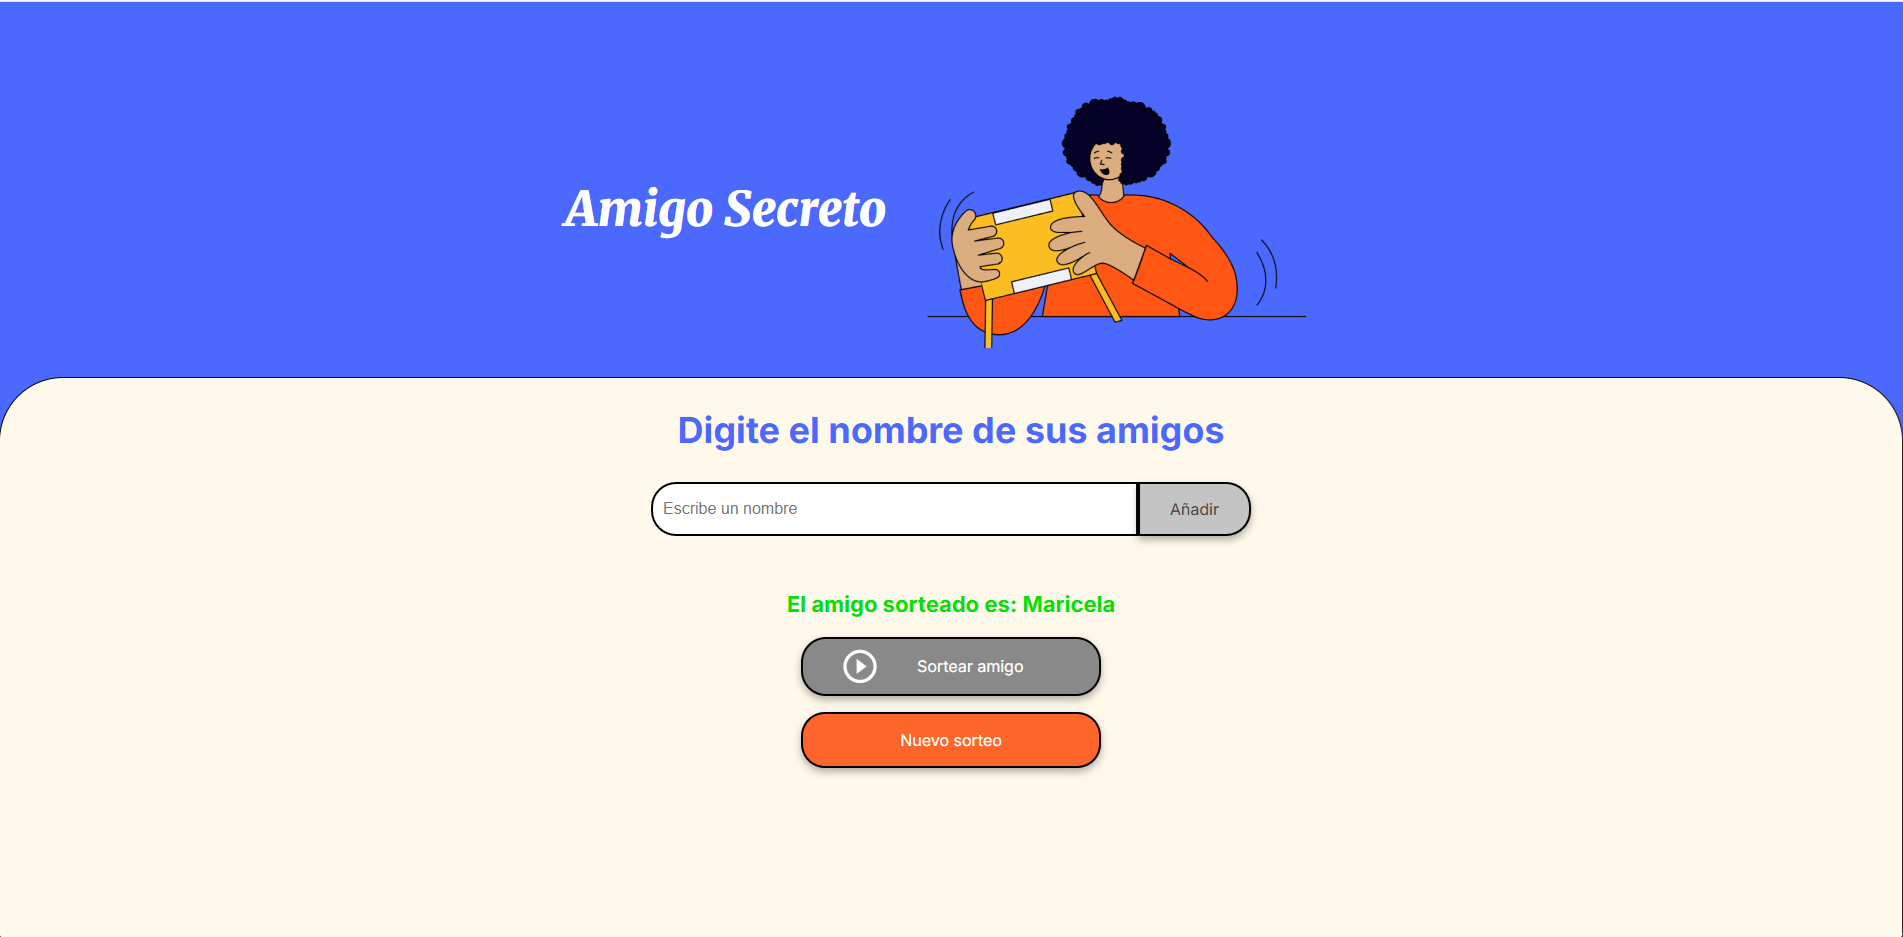 Amigo Secreto
Digite el nombre de sus amigos
Escribe un nombre
Añadir
El amigo sorteado es: Maricela
Sortear amigo
Nuevo sorteo